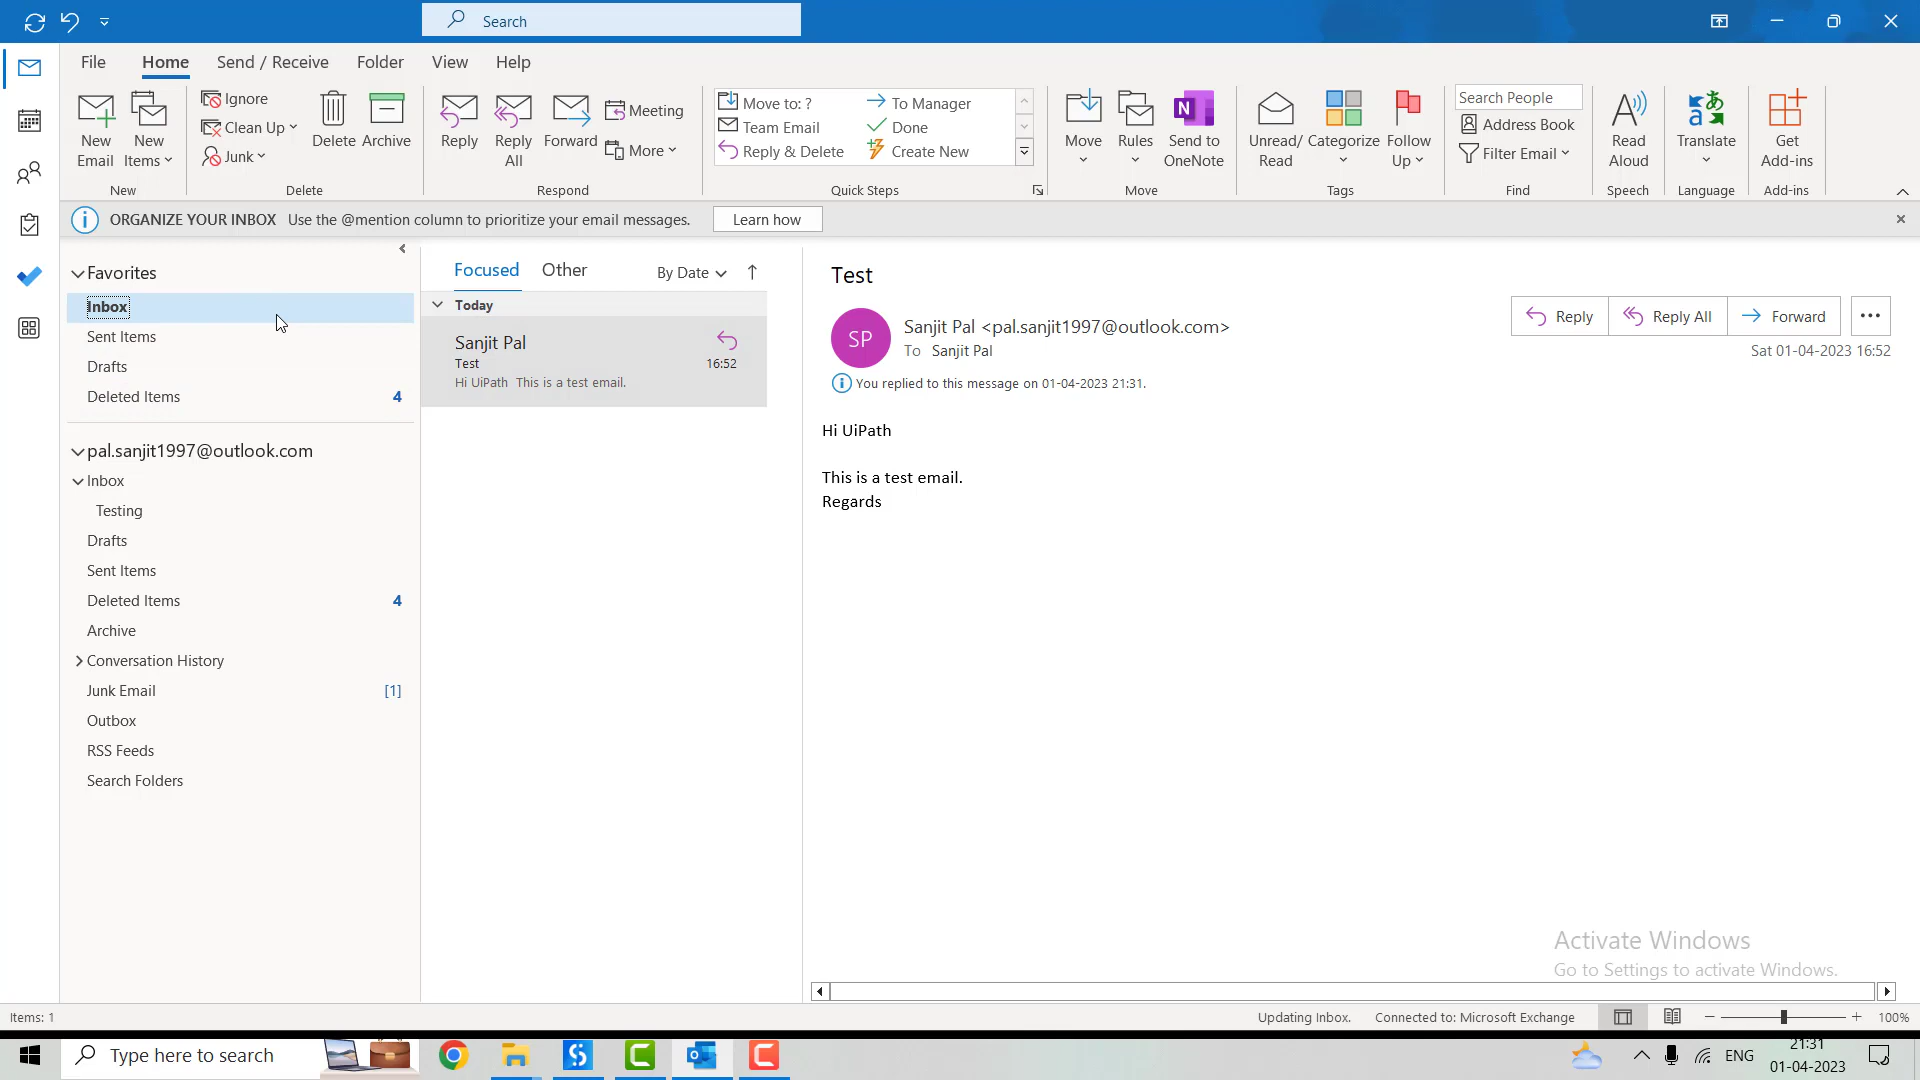 Search
File Home Send / Receive Folder View Help
New Email
New Items
New
Ignore
Clean Up
Junk
Delete
Archive
Delete
Reply
Reply All
Forward
Meeting
More
Respond
Move to: ?
Team Email
Reply & Delete
To Manager
Done
Create New
Quick Steps
Move
Rules
Send to OneNote
Move
Unread/ Read
Categorize
Follow Up
Tags
Search People
Address Book
Filter Email
Find
Read Aloud
Speech
Translate
Language
Get Add-ins
Add-ins
ORGANIZE YOUR INBOX Use the @mention column to prioritize your email messages. Learn how
Favorites
Inbox
Sent Items
Drafts
Deleted Items 4
pal.sanjit1997@outlook.com
Inbox
Testing
Drafts
Sent Items
Deleted Items 4
Archive
Conversation History
Junk Email [1]
Outbox
RSS Feeds
Search Folders
Focused Other By Date
Today
Sanjit Pal
Test 16:52
Hi UiPath This is a test email.
Test
SP
Sanjit Pal <pal.sanjit1997@outlook.com>
To Sanjit Pal
You replied to this message on 01-04-2023 21:31.
Reply Reply All Forward
Sat 01-04-2023 16:52
Hi UiPath
This is a test email.
Regards
Activate Windows
Go to Settings to activate Windows.
Items: 1 Updating Inbox. Connected to: Microsoft Exchange 100%
Type here to search
ENG
21:31
01-04-2023